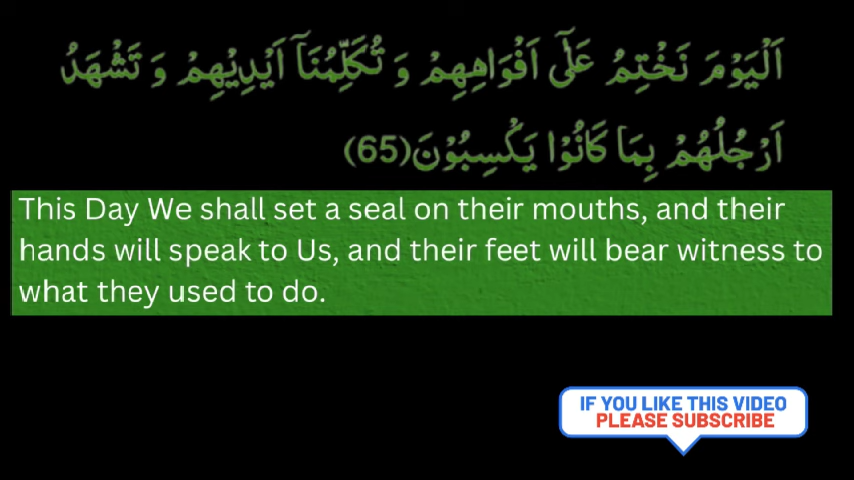 اَلْيَوْمَ نَخْتِمُ عَلٰۤى اَفْوَاهِهِمْ وَ تُكَلِّمُنَاۤ اَيْدِيْهِمْ وَ تَشْهَدُ
اَرْجُلُهُمْ بِمَا كَانُوْا يَكْسِبُوْنَ(65)
This Day We shall set a seal on their mouths, and their
hands will speak to Us, and their feet will bear witness to
what they used to do.
IF YOU LIKE THIS VIDEO
PLEASE SUBSCRIBE